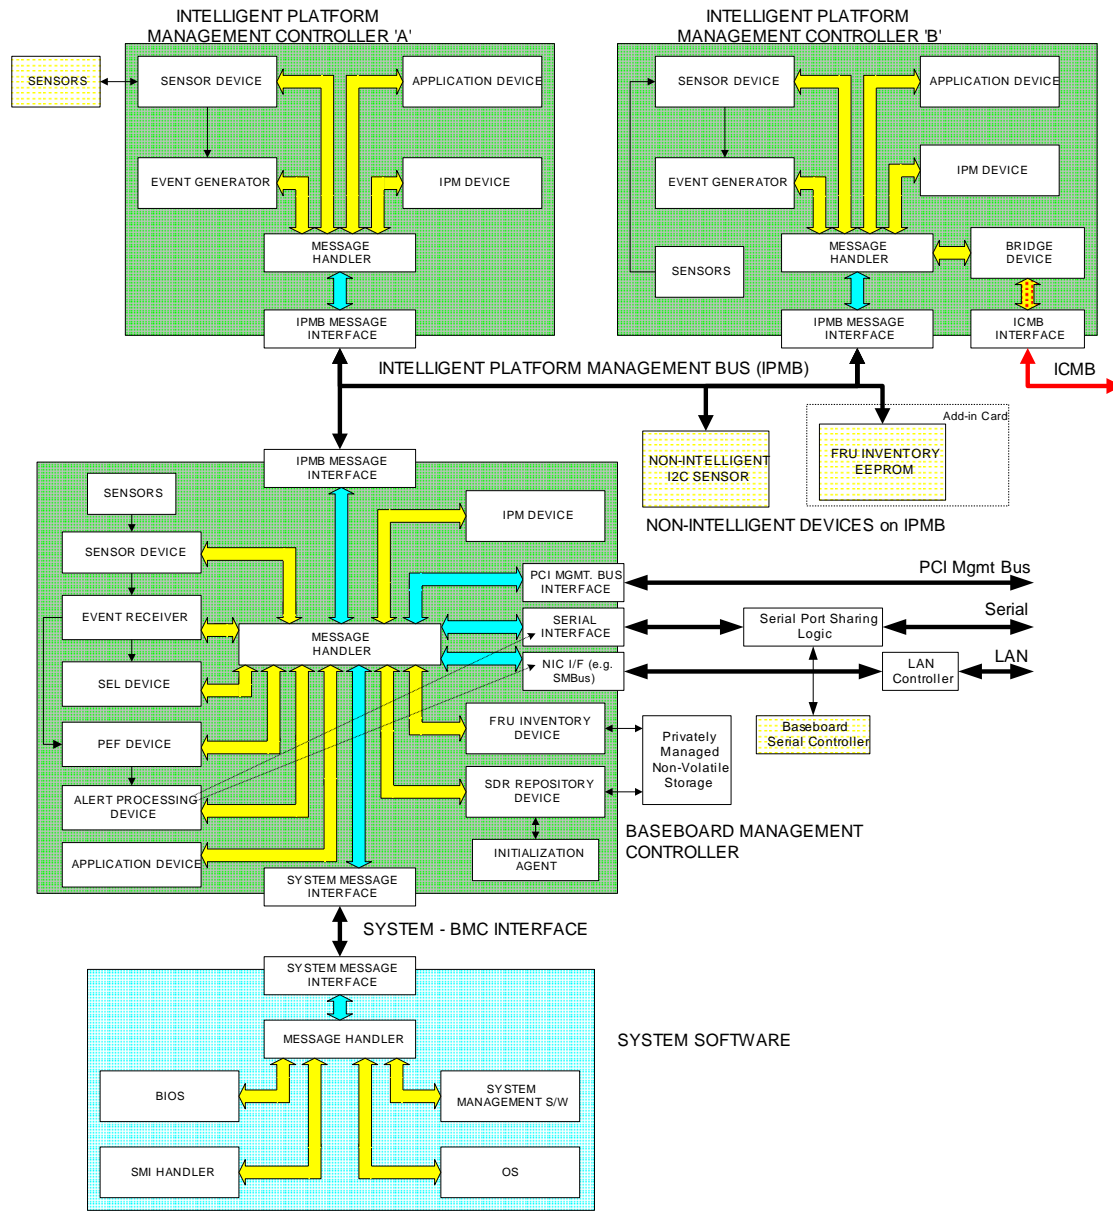 INTELLIGENT PLATFORM
MANAGEMENT CONTROLLER 'A'
SENSORS
SENSOR DEVICE
APPLICATION DEVICE
EVENT GENERATOR
IPM DEVICE
MESSAGE
HANDLER
IPMB MESSAGE
INTERFACE
INTELLIGENT PLATFORM
MANAGEMENT CONTROLLER 'B'
SENSOR DEVICE
APPLICATION DEVICE
EVENT GENERATOR
IPM DEVICE
MESSAGE
HANDLER
BRIDGE
DEVICE
SENSORS
IPMB MESSAGE
INTERFACE
ICMB
INTERFACE
INTELLIGENT PLATFORM MANAGEMENT BUS (IPMB)
ICMB
Add-in Card
NON-INTELLIGENT
I2C SENSOR
FRU INVENTORY
EEPROM
NON-INTELLIGENT DEVICES on IPMB
IPMB MESSAGE
INTERFACE
SENSORS
IPM DEVICE
SENSOR DEVICE
PCI MGMT. BUS
INTERFACE
PCI Mgmt Bus
EVENT RECEIVER
MESSAGE
HANDLER
SERIAL
INTERFACE
Serial Port Sharing
Logic
Serial
SEL DEVICE
NIC I/F (e.g.
SMBus)
LAN
Controller
LAN
PEF DEVICE
FRU INVENTORY
DEVICE
Privately
Managed
Non-Volatile
Storage
Baseboard
Serial Controller
ALERT PROCESSING
DEVICE
SDR REPOSITORY
DEVICE
BASEBOARD MANAGEMENT
CONTROLLER
APPLICATION DEVICE
INITIALIZATION
AGENT
SYSTEM MESSAGE
INTERFACE
SYSTEM - BMC INTERFACE
SYSTEM MESSAGE
INTERFACE
MESSAGE HANDLER
SYSTEM SOFTWARE
BIOS
SYSTEM
MANAGEMENT S/W
SMI HANDLER
OS